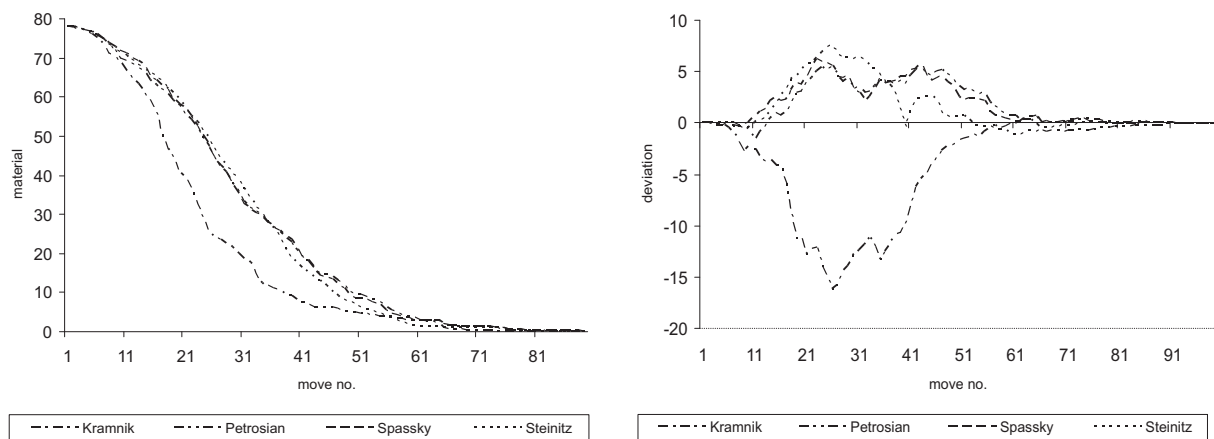 80
70
60
50
40
30
20
10
0
material
1 11 21 31 41 51 61 71 81
move no.
Kramnik Petrosian Spassky Steinitz
10
5
0
-5
-10
-15
-20
deviation
1 11 21 31 41 51 61 71 81 91
move no.
Kramnik Petrosian Spassky Steinitz